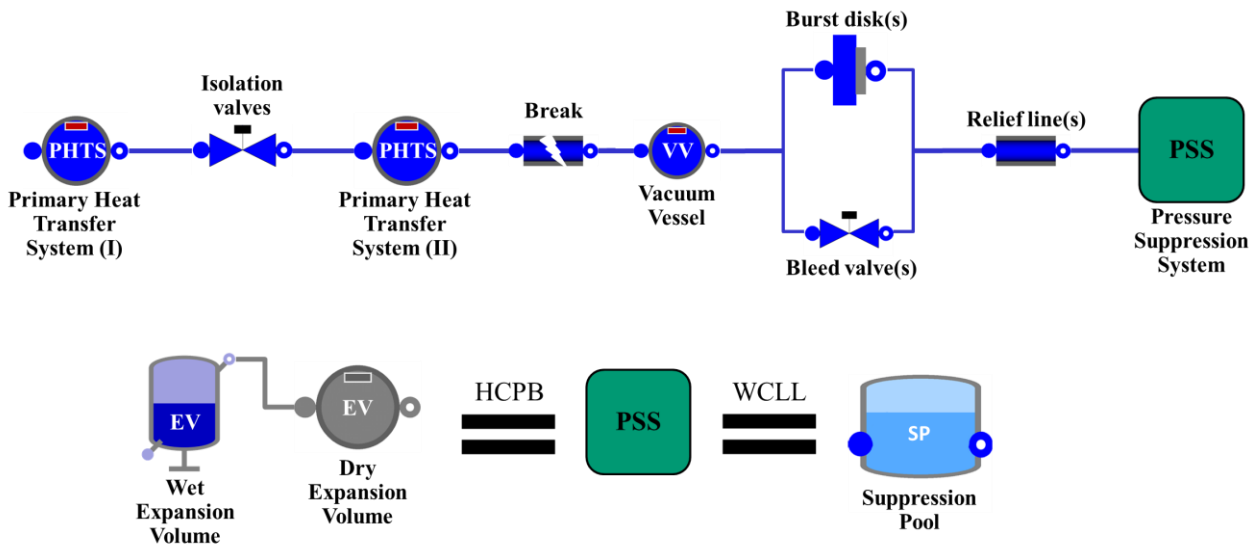 Burst disk(s)
Isolation
valves
Break
Relief line(s)
PHTS
PHTS
VV
PSS
Primary Heat
Transfer
System (I)
Primary Heat
Transfer
System (II)
Vacuum
Vessel
Bleed valve(s)
Pressure
Suppression
System
HCPB
WCLL
EV
EV
PSS
SP
Wet
Expansion
Volume
Dry
Expansion
Volume
Suppression
Pool